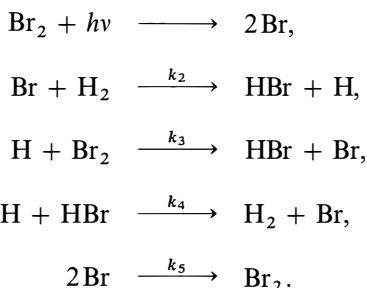 Br₂ + hν ⟶ 2Br,
Br + H₂ —k₂→ HBr + H,
H + Br₂ —k₃→ HBr + Br,
H + HBr —k₄→ H₂ + Br,
2Br —k₅→ Br₂.